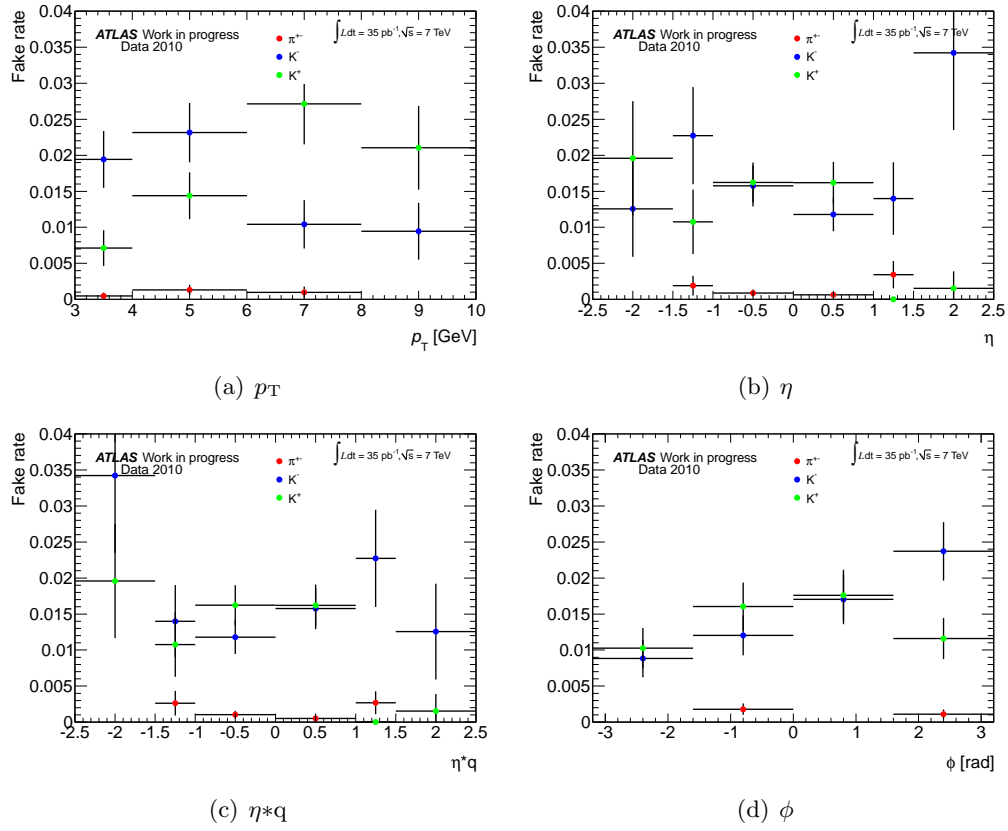 Fake rate
0.04
0.035
0.03
0.025
0.02
0.015
0.01
0.005
0
ATLAS Work in progress
Data 2010
π+-
K-
K+
∫Ldt = 35 pb-1,√s = 7 TeV
3 4 5 6 7 8 9 10
pT [GeV]
(a) pT
Fake rate
0.04
0.035
0.03
0.025
0.02
0.015
0.01
0.005
0
ATLAS Work in progress
Data 2010
π+-
K-
K+
∫Ldt = 35 pb-1,√s = 7 TeV
-2.5 -2 -1.5 -1 -0.5 0 0.5 1 1.5 2 2.5
η
(b) η
Fake rate
0.04
0.035
0.03
0.025
0.02
0.015
0.01
0.005
0
ATLAS Work in progress
Data 2010
π+-
K-
K+
∫Ldt = 35 pb-1,√s = 7 TeV
-2.5 -2 -1.5 -1 -0.5 0 0.5 1 1.5 2 2.5
η*q
(c) η*q
Fake rate
0.04
0.035
0.03
0.025
0.02
0.015
0.01
0.005
0
ATLAS Work in progress
Data 2010
π+-
K-
K+
∫Ldt = 35 pb-1,√s = 7 TeV
-3 -2 -1 0 1 2 3
ϕ [rad]
(d) ϕ